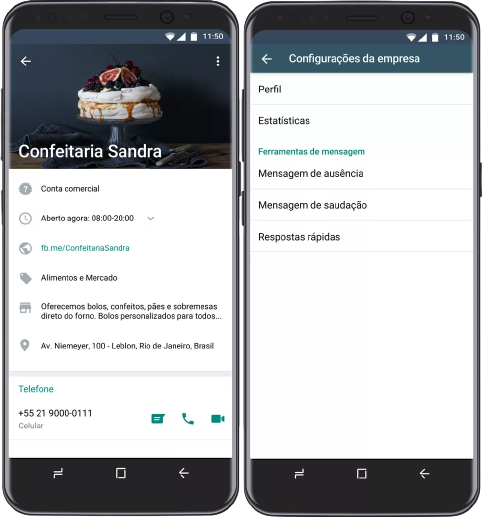 11:50
Confeitaria Sandra
Conta comercial
Aberto agora: 08:00-20:00
fb.me/ConfeitariaSandra
Alimentos e Mercado
Oferecemos bolos, confeitos, pães e sobremesas
direto do forno. Bolos personalizados para todos...
Av. Niemeyer, 100 - Leblon, Rio de Janeiro, Brasil
Telefone
+55 21 9000-0111
Celular
11:50
Configurações da empresa
Perfil
Estatísticas
Ferramentas de mensagem
Mensagem de ausência
Mensagem de saudação
Respostas rápidas